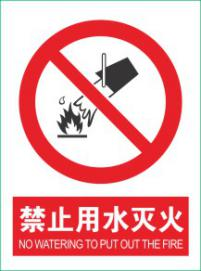 禁止用水灭火
NO WATERING TO PUT OUT THE FIRE